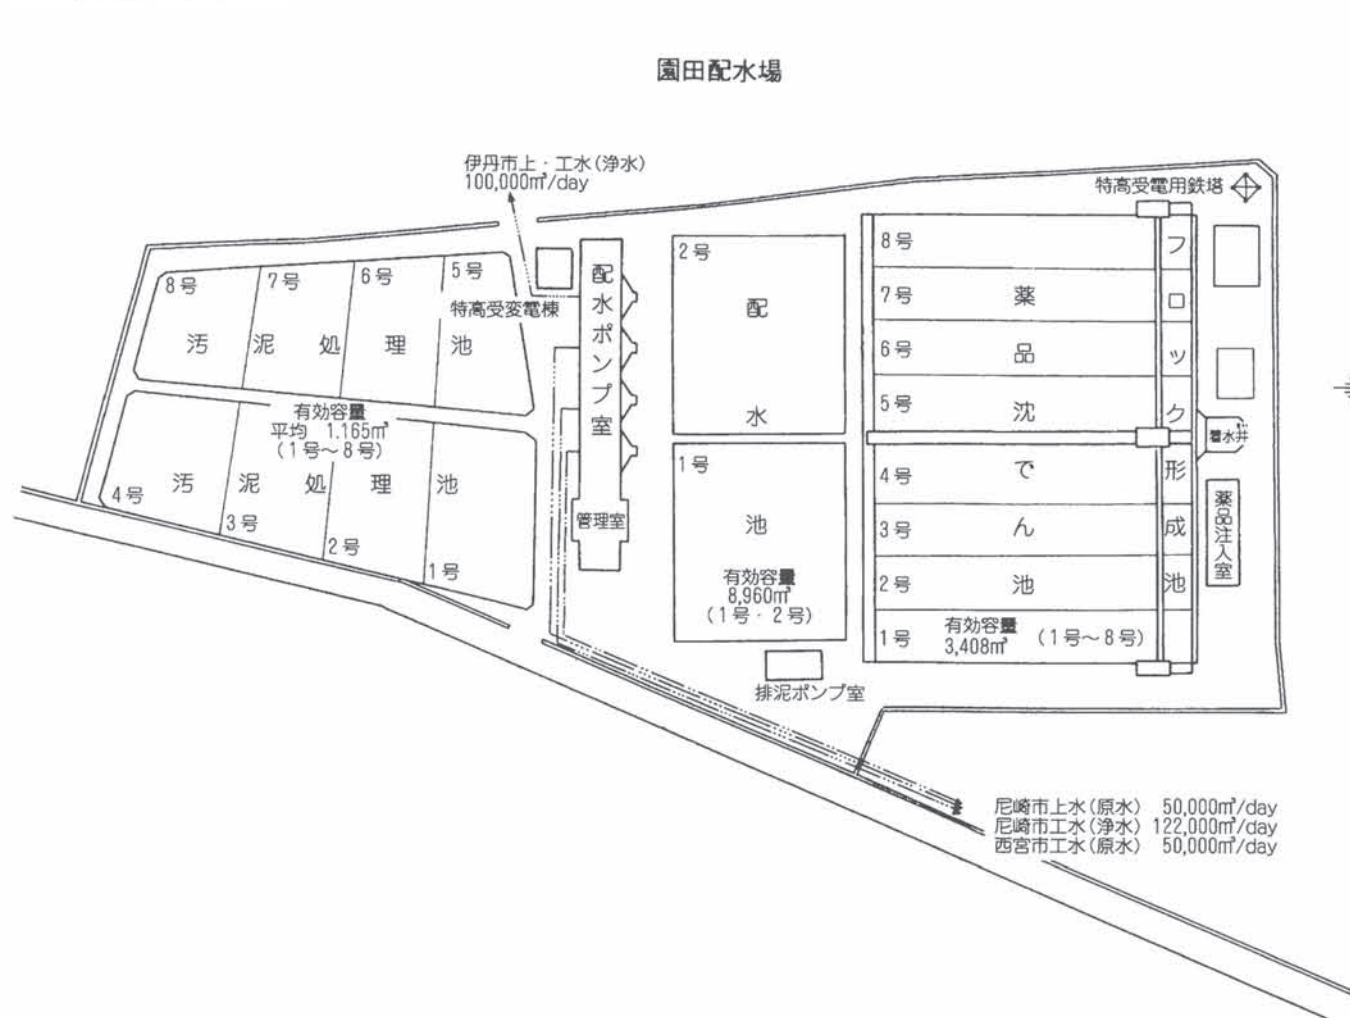 園田配水場
伊丹市上・工水(浄水)
100,000m³/day
特高受電用鉄塔
8号
7号
6号
5号
汚泥処理池
特高受変電棟
有効容量
平均 1.165m³
(1号〜8号)
汚泥処理池
4号
3号
2号
1号
配水ポンプ室
管理室
2号
配水池
1号
有効容量
8,960m³
(1号・2号)
排泥ポンプ室
8号
7号
6号
5号
4号
3号
2号
1号
薬品沈でん池
有効容量 (1号〜8号)
3,408m³
フロック形成池
着水井
薬品注入室
尼崎市上水(原水) 50,000m³/day
尼崎市工水(浄水) 122,000m³/day
西宮市工水(原水) 50,000m³/day